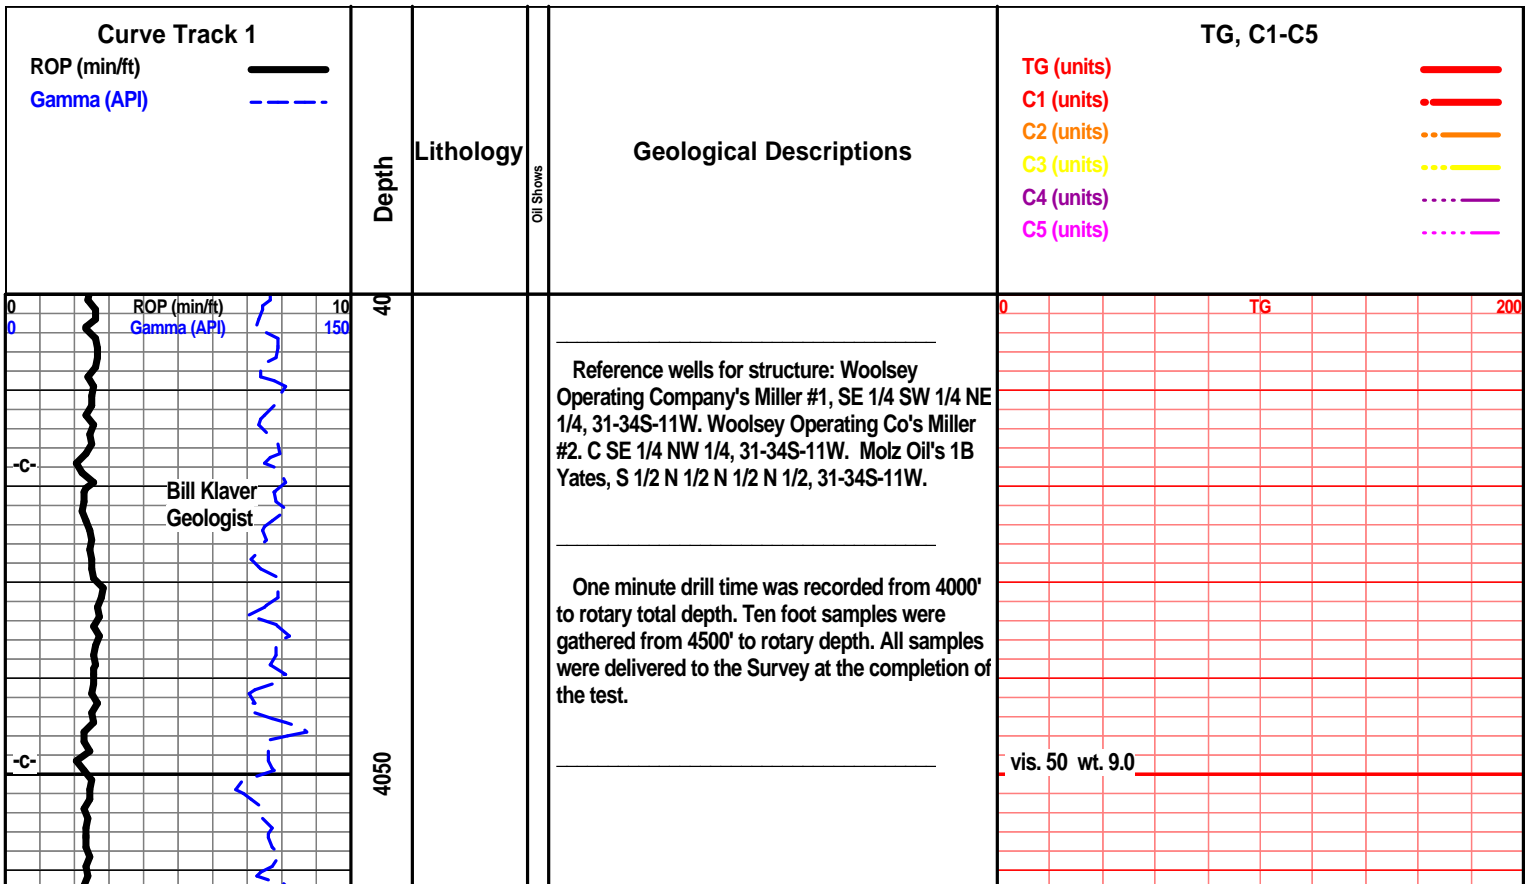 Curve Track 1
ROP (min/ft)
Gamma (API)
Depth
Lithology
Oil Shows
Geological Descriptions
TG, C1-C5
TG (units)
C1 (units)
C2 (units)
C3 (units)
C4 (units)
C5 (units)
0 ROP (min/ft) 10
0 Gamma (API) 150
40
0 TG 200
Reference wells for structure: Woolsey
Operating Company's Miller #1, SE 1/4 SW 1/4 NE
1/4, 31-34S-11W. Woolsey Operating Co's Miller
#2. C SE 1/4 NW 1/4, 31-34S-11W. Molz Oil's 1B
Yates, S 1/2 N 1/2 N 1/2 N 1/2, 31-34S-11W.
-c-
Bill Klaver
Geologist
One minute drill time was recorded from 4000'
to rotary total depth. Ten foot samples were
gathered from 4500' to rotary depth. All samples
were delivered to the Survey at the completion of
the test.
-c-
4050
vis. 50 wt. 9.0